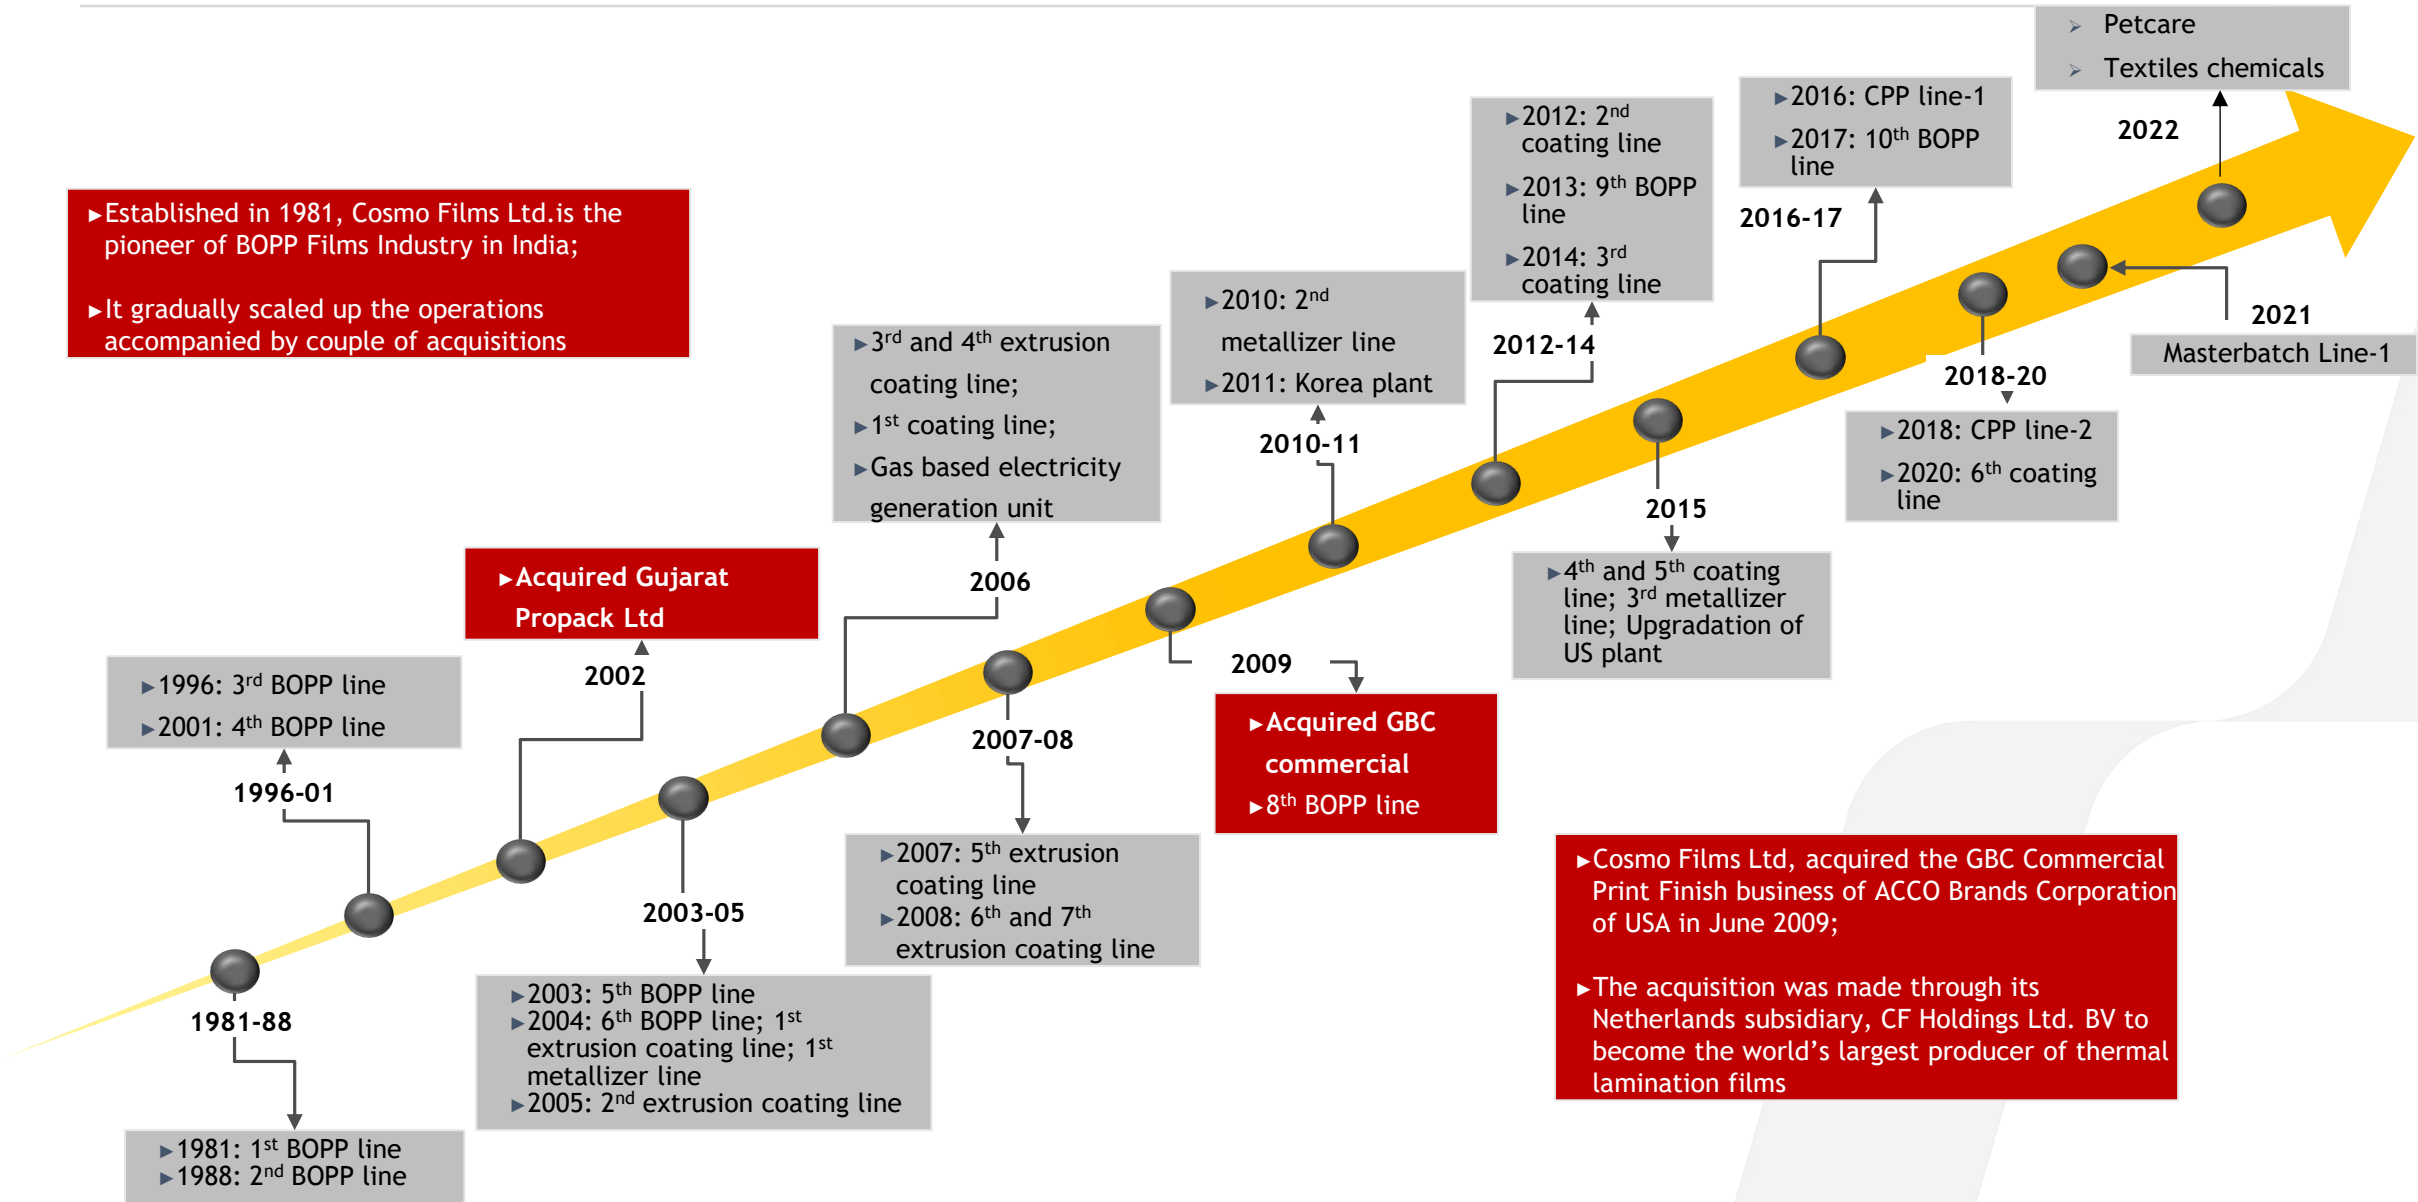 ►Established in 1981, Cosmo Films Ltd.is the
pioneer of BOPP Films Industry in India;
►It gradually scaled up the operations
accompanied by couple of acquisitions
1981-88
►1981: 1st BOPP line
►1988: 2nd BOPP line
►1996: 3rd BOPP line
►2001: 4th BOPP line
1996-01
►Acquired Gujarat
Propack Ltd
2002
2003-05
►2003: 5th BOPP line
►2004: 6th BOPP line; 1st
extrusion coating line; 1st
metallizer line
►2005: 2nd extrusion coating line
►3rd and 4th extrusion
coating line;
►1st coating line;
►Gas based electricity
generation unit
2006
2007-08
►2007: 5th extrusion
coating line
►2008: 6th and 7th
extrusion coating line
2009
►Acquired GBC
commercial
►8th BOPP line
►2010: 2nd
metallizer line
►2011: Korea plant
2010-11
►2012: 2nd
coating line
►2013: 9th BOPP
line
►2014: 3rd
coating line
2012-14
2015
►4th and 5th coating
line; 3rd metallizer
line; Upgradation of
US plant
►2016: CPP line-1
►2017: 10th BOPP
line
2016-17
2018-20
►2018: CPP line-2
►2020: 6th coating
line
2021
Masterbatch Line-1
➢ Petcare
➢ Textiles chemicals
2022
►Cosmo Films Ltd, acquired the GBC Commercial
Print Finish business of ACCO Brands Corporation
of USA in June 2009;
►The acquisition was made through its
Netherlands subsidiary, CF Holdings Ltd. BV to
become the world’s largest producer of thermal
lamination films